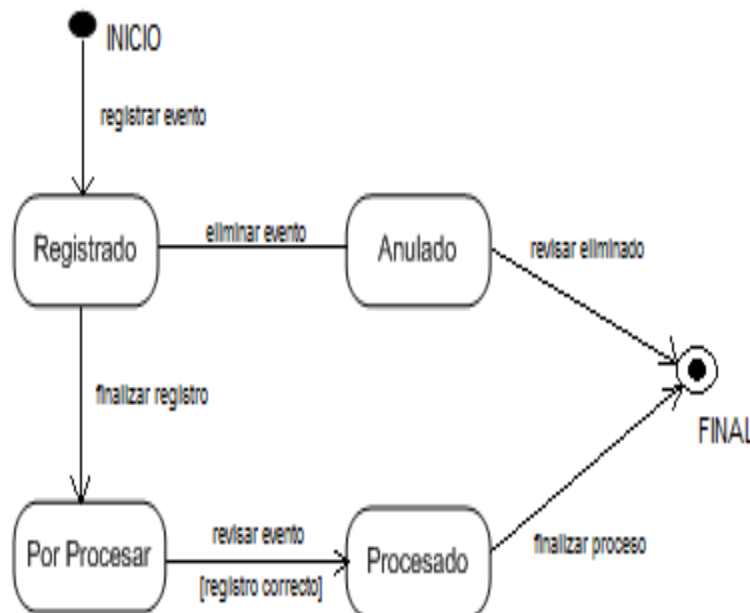 INICIO
registrar evento
Registrado
eliminar evento
Anulado
revisar eliminado
finalizar registro
FINAL
Por Procesar
revisar evento
[registro correcto]
Procesado
finalizar proceso